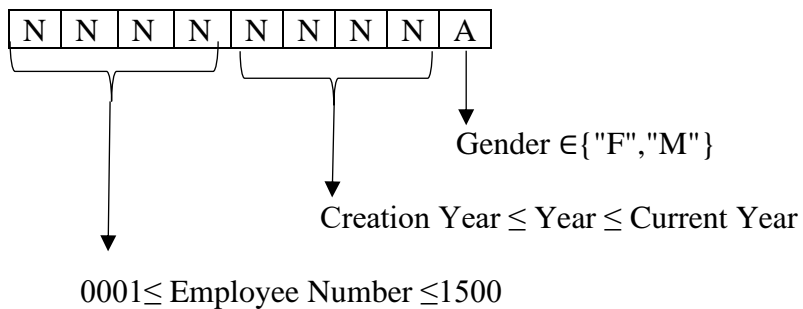 N N N N N N N N A
Gender ∈{"F","M"}
Creation Year ≤ Year ≤ Current Year
0001≤ Employee Number ≤1500